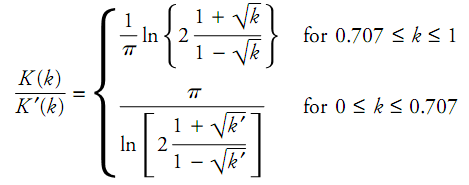 K(k)/K′(k) = { 1/π ln { 2 (1 + √k)/(1 − √k) } for 0.707 ≤ k ≤ 1
π / ln [ 2 (1 + √k′)/(1 − √k′) ] for 0 ≤ k ≤ 0.707